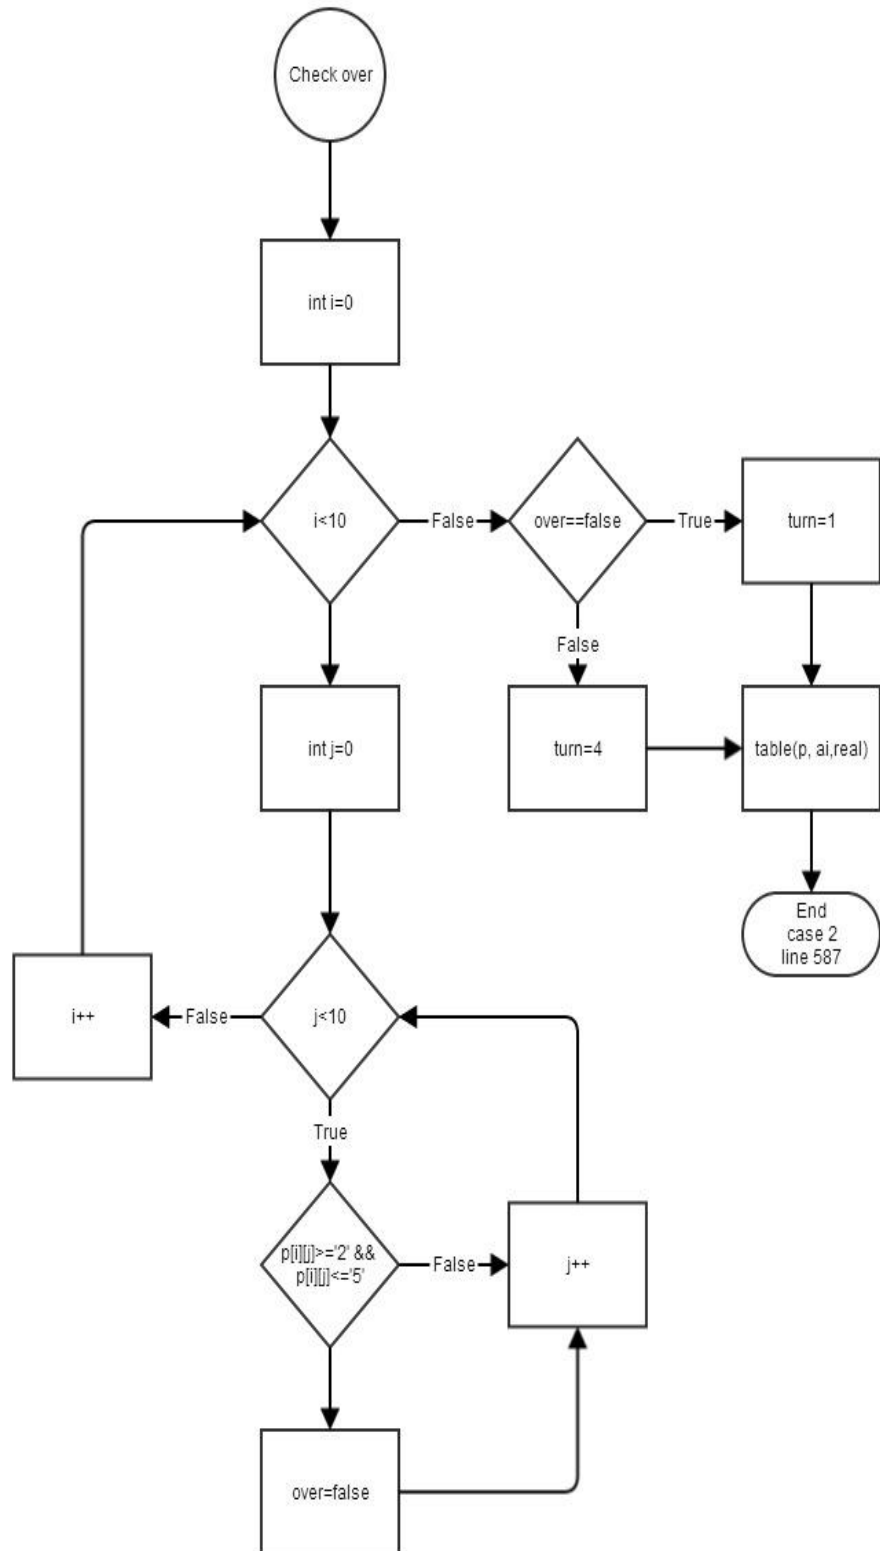 Check over
int i=0
i<10
False
over==false
True
turn=1
False
int j=0
turn=4
table(p, ai,real)
End
case 2
line 587
i++
False
j<10
True
p[i][j]>='2' &&
p[i][j]<='5'
False
j++
over=false